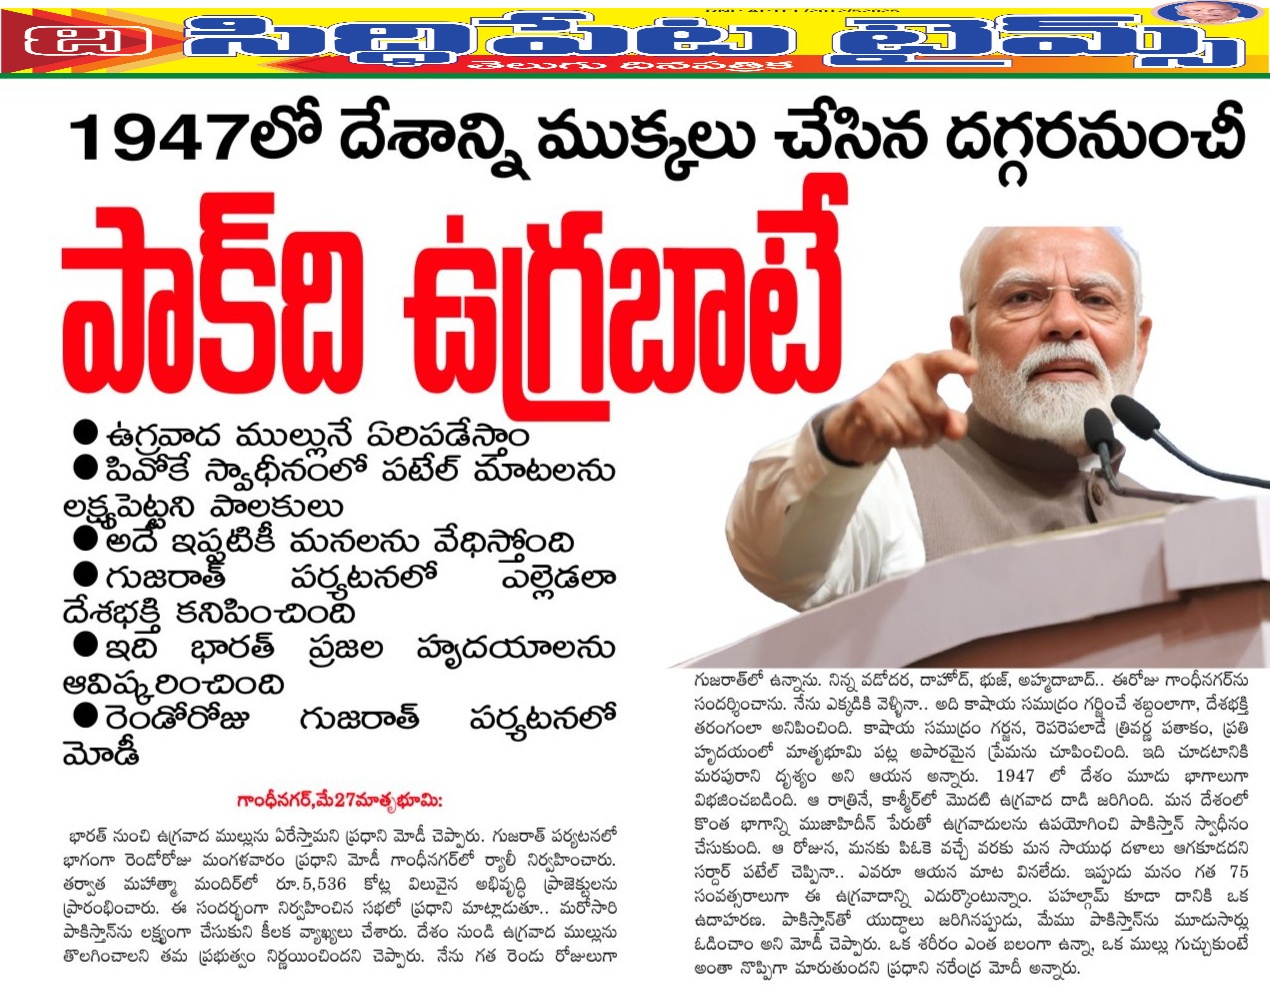 ది సిద్ధిపేట టైమ్స్
తెలుగు దినపత్రిక
1947లో దేశాన్ని ముక్కలు చేసిన దగ్గరనుంచీ
పాక్‌ది ఉగ్రబాటే
● ఉగ్రవాద ముల్లునే ఏరిపడేస్తాం
● పివోకే స్వాధీనంలో పటేల్ మాటలను
లక్ష్యపెట్టని పాలకులు
● అదే ఇప్పటికీ మనలను వేధిస్తోంది
● గుజరాత్ పర్యటనలో ఎల్లెడలా
దేశభక్తి కనిపించింది
● ఇది భారత్ ప్రజల హృదయాలను
ఆవిష్కరించింది
● రెండోరోజు గుజరాత్ పర్యటనలో
మోడీ
గాంధీనగర్,మే27మాతృభూమి:
భారత్ నుంచి ఉగ్రవాద ముల్లును ఏరేస్తామని ప్రధాని మోడీ చెప్పారు. గుజరాత్ పర్యటనలో
భాగంగా రెండోరోజు మంగళవారం ప్రధాని మోడీ గాంధీనగర్‌లో ర్యాలీ నిర్వహించారు.
తర్వాత మహాత్మా మందిర్‌లో రూ.5,536 కోట్ల విలువైన అభివృద్ధి ప్రాజెక్టులను
ప్రారంభించారు. ఈ సందర్భంగా నిర్వహించిన సభలో ప్రధాని మాట్లాడుతూ.. మరోసారి
పాకిస్తాన్‌ను లక్ష్యంగా చేసుకుని కీలక వ్యాఖ్యలు చేశారు. దేశం నుండి ఉగ్రవాద ముల్లును
తొలగించాలని తమ ప్రభుత్వం నిర్ణయించిందని చెప్పారు. నేను గత రెండు రోజులుగా
గుజరాత్‌లో ఉన్నాను. నిన్న వడోదర, దాహోద్, భుజ్, అహ్మదాబాద్.. ఈరోజు గాంధీనగర్‌ను
సందర్శించాను. నేను ఎక్కడికి వెళ్ళినా.. అది కాషాయ సముద్రం గర్జించే శబ్దంలాగా, దేశభక్తి
తరంగంలా అనిపించింది. కాషాయ సముద్రం గర్జన, రెపరెపలాడే త్రివర్ణ పతాకం, ప్రతి
హృదయంలో మాతృభూమి పట్ల అపారమైన ప్రేమను చూపించింది. ఇది చూడటానికి
మరపురాని దృశ్యం అని ఆయన అన్నారు. 1947 లో దేశం మూడు భాగాలుగా
విభజించబడింది. ఆ రాత్రినే, కాశ్మీర్‌లో మొదటి ఉగ్రవాద దాడి జరిగింది. మన దేశంలో
కొంత భాగాన్ని ముజాహిదీన్ పేరుతో ఉగ్రవాదులను ఉపయోగించి పాకిస్తాన్ స్వాధీనం
చేసుకుంది. ఆ రోజున, మనకు పిఓకె వచ్చే వరకు మన సాయుధ దళాలు ఆగకూడదని
సర్దార్ పటేల్ చెప్పినా.. ఎవరూ ఆయన మాట వినలేదు. ఇప్పుడు మనం గత 75
సంవత్సరాలుగా ఈ ఉగ్రవాదాన్ని ఎదుర్కొంటున్నాం. పహల్గామ్ కూడా దానికి ఒక
ఉదాహరణ. పాకిస్తాన్‌తో యుద్ధాలు జరిగినప్పుడు, మేము పాకిస్తాన్‌ను మూడుసార్లు
ఓడించాం అని మోడీ చెప్పారు. ఒక శరీరం ఎంత బలంగా ఉన్నా, ఒక ముల్లు గుచ్చుకుంటే
అంతా నొప్పిగా మారుతుందని ప్రధాని నరేంద్ర మోదీ అన్నారు.